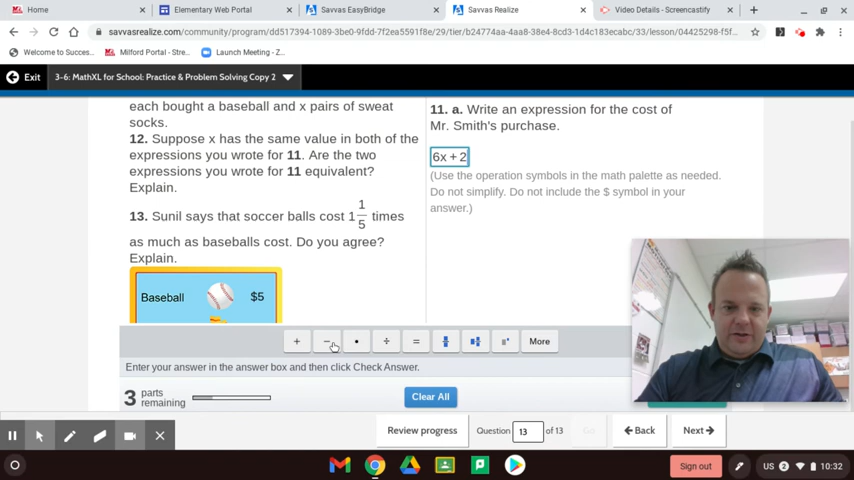 Home
Elementary Web Portal
Savvas EasyBridge
Savvas Realize
Video Details - Screencastify
savvasrealize.com/community/program/dd517394-1089-3be0-9fdd-7f2ea5591f8e/29/tier/b24774aa-4aa8-38e4-8cd3-1d4c183ecabc/33/lesson/04425298-f5f...
Welcome to Succes...
Milford Portal - Stre...
Launch Meeting - Z...
Exit
3-6: MathXL for School: Practice & Problem Solving Copy 2
each bought a baseball and x pairs of sweat
socks.
12. Suppose x has the same value in both of the
expressions you wrote for 11. Are the two
expressions you wrote for 11 equivalent?
Explain.
13. Sunil says that soccer balls cost 1 1/5 times
as much as baseballs cost. Do you agree?
Explain.
Baseball $5
11. a. Write an expression for the cost of
Mr. Smith's purchase.
6x + 2
(Use the operation symbols in the math palette as needed.
Do not simplify. Do not include the $ symbol in your
answer.)
+ − • ÷ = More
Enter your answer in the answer box and then click Check Answer.
3 parts
remaining
Clear All
Review progress
Question 13 of 13
Go
Back
Next
Sign out
US 2 10:32